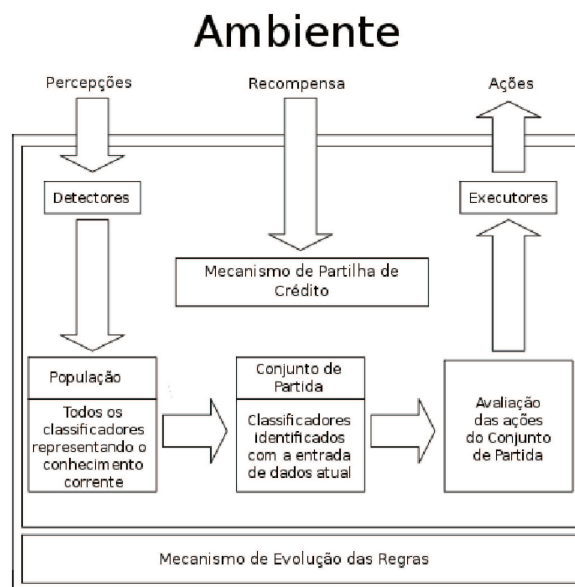 Ambiente
Percepções
Recompensa
Ações
Detectores
Executores
Mecanismo de Partilha de
Crédito
População
Todos os
classificadores
representando o
conhecimento
corrente
Conjunto de
Partida
Classificadores
identificados
com a entrada
de dados atual
Avaliação
das ações
do Conjunto
de Partida
Mecanismo de Evolução das Regras